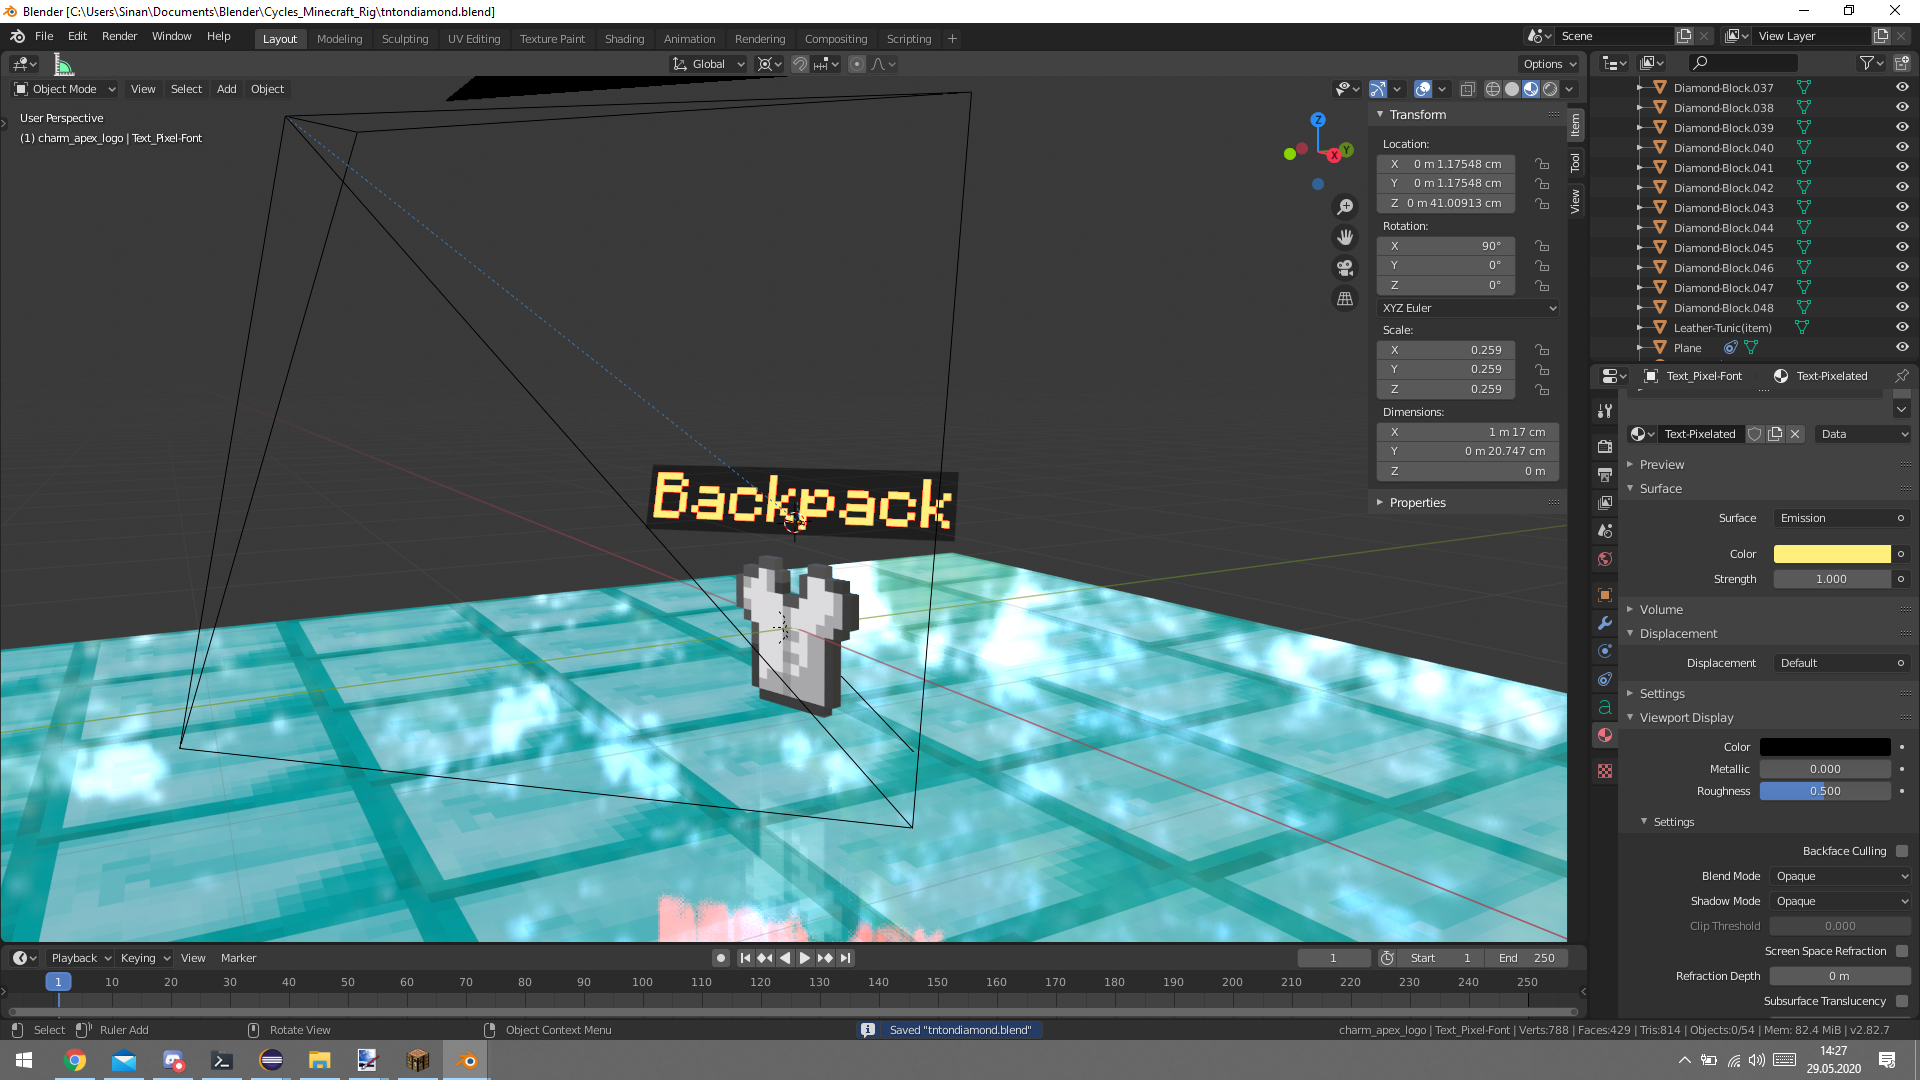 Blender [C:\Users\Sinan\Documents\Blender\Cycles_Minecraft_Rig\tntondiamond.blend]
File Edit Render Window Help Layout Modeling Sculpting UV Editing Texture Paint Shading Animation Rendering Compositing Scripting + Scene View Layer
Global Options
Object Mode View Select Add Object
User Perspective
(1) charm_apex_logo | Text_Pixel-Font
Z
Y
X
Backpack
Transform
Location:
X 0 m 1.17548 cm
Y 0 m 1.17548 cm
Z 0 m 41.00913 cm
Rotation:
X 90°
Y 0°
Z 0°
XYZ Euler
Scale:
X 0.259
Y 0.259
Z 0.259
Dimensions:
X 1 m 17 cm
Y 0 m 20.747 cm
Z 0 m
Properties
Item
Tool
View
Diamond-Block.037
Diamond-Block.038
Diamond-Block.039
Diamond-Block.040
Diamond-Block.041
Diamond-Block.042
Diamond-Block.043
Diamond-Block.044
Diamond-Block.045
Diamond-Block.046
Diamond-Block.047
Diamond-Block.048
Leather-Tunic(item)
Plane
Text_Pixel-Font Text-Pixelated
Text-Pixelated Data
Preview
Surface
Surface Emission
Color
Strength 1.000
Volume
Displacement
Displacement Default
Settings
Viewport Display
Color
Metallic 0.000
Roughness 0.500
Settings
Backface Culling
Blend Mode Opaque
Shadow Mode Opaque
Clip Threshold 0.000
Screen Space Refraction
Refraction Depth 0 m
Subsurface Translucency
Playback Keying View Marker 1 Start 1 End 250
1 10 20 30 40 50 60 70 80 90 100 110 120 130 140 150 160 170 180 190 200 210 220 230 240 250
Select Ruler Add Rotate View Object Context Menu Saved "tntondiamond.blend" charm_apex_logo | Text_Pixel-Font | Verts:788 | Faces:429 | Tris:814 | Objects:0/54 | Mem: 82.4 MiB | v2.82.7
14:27
29.05.2020